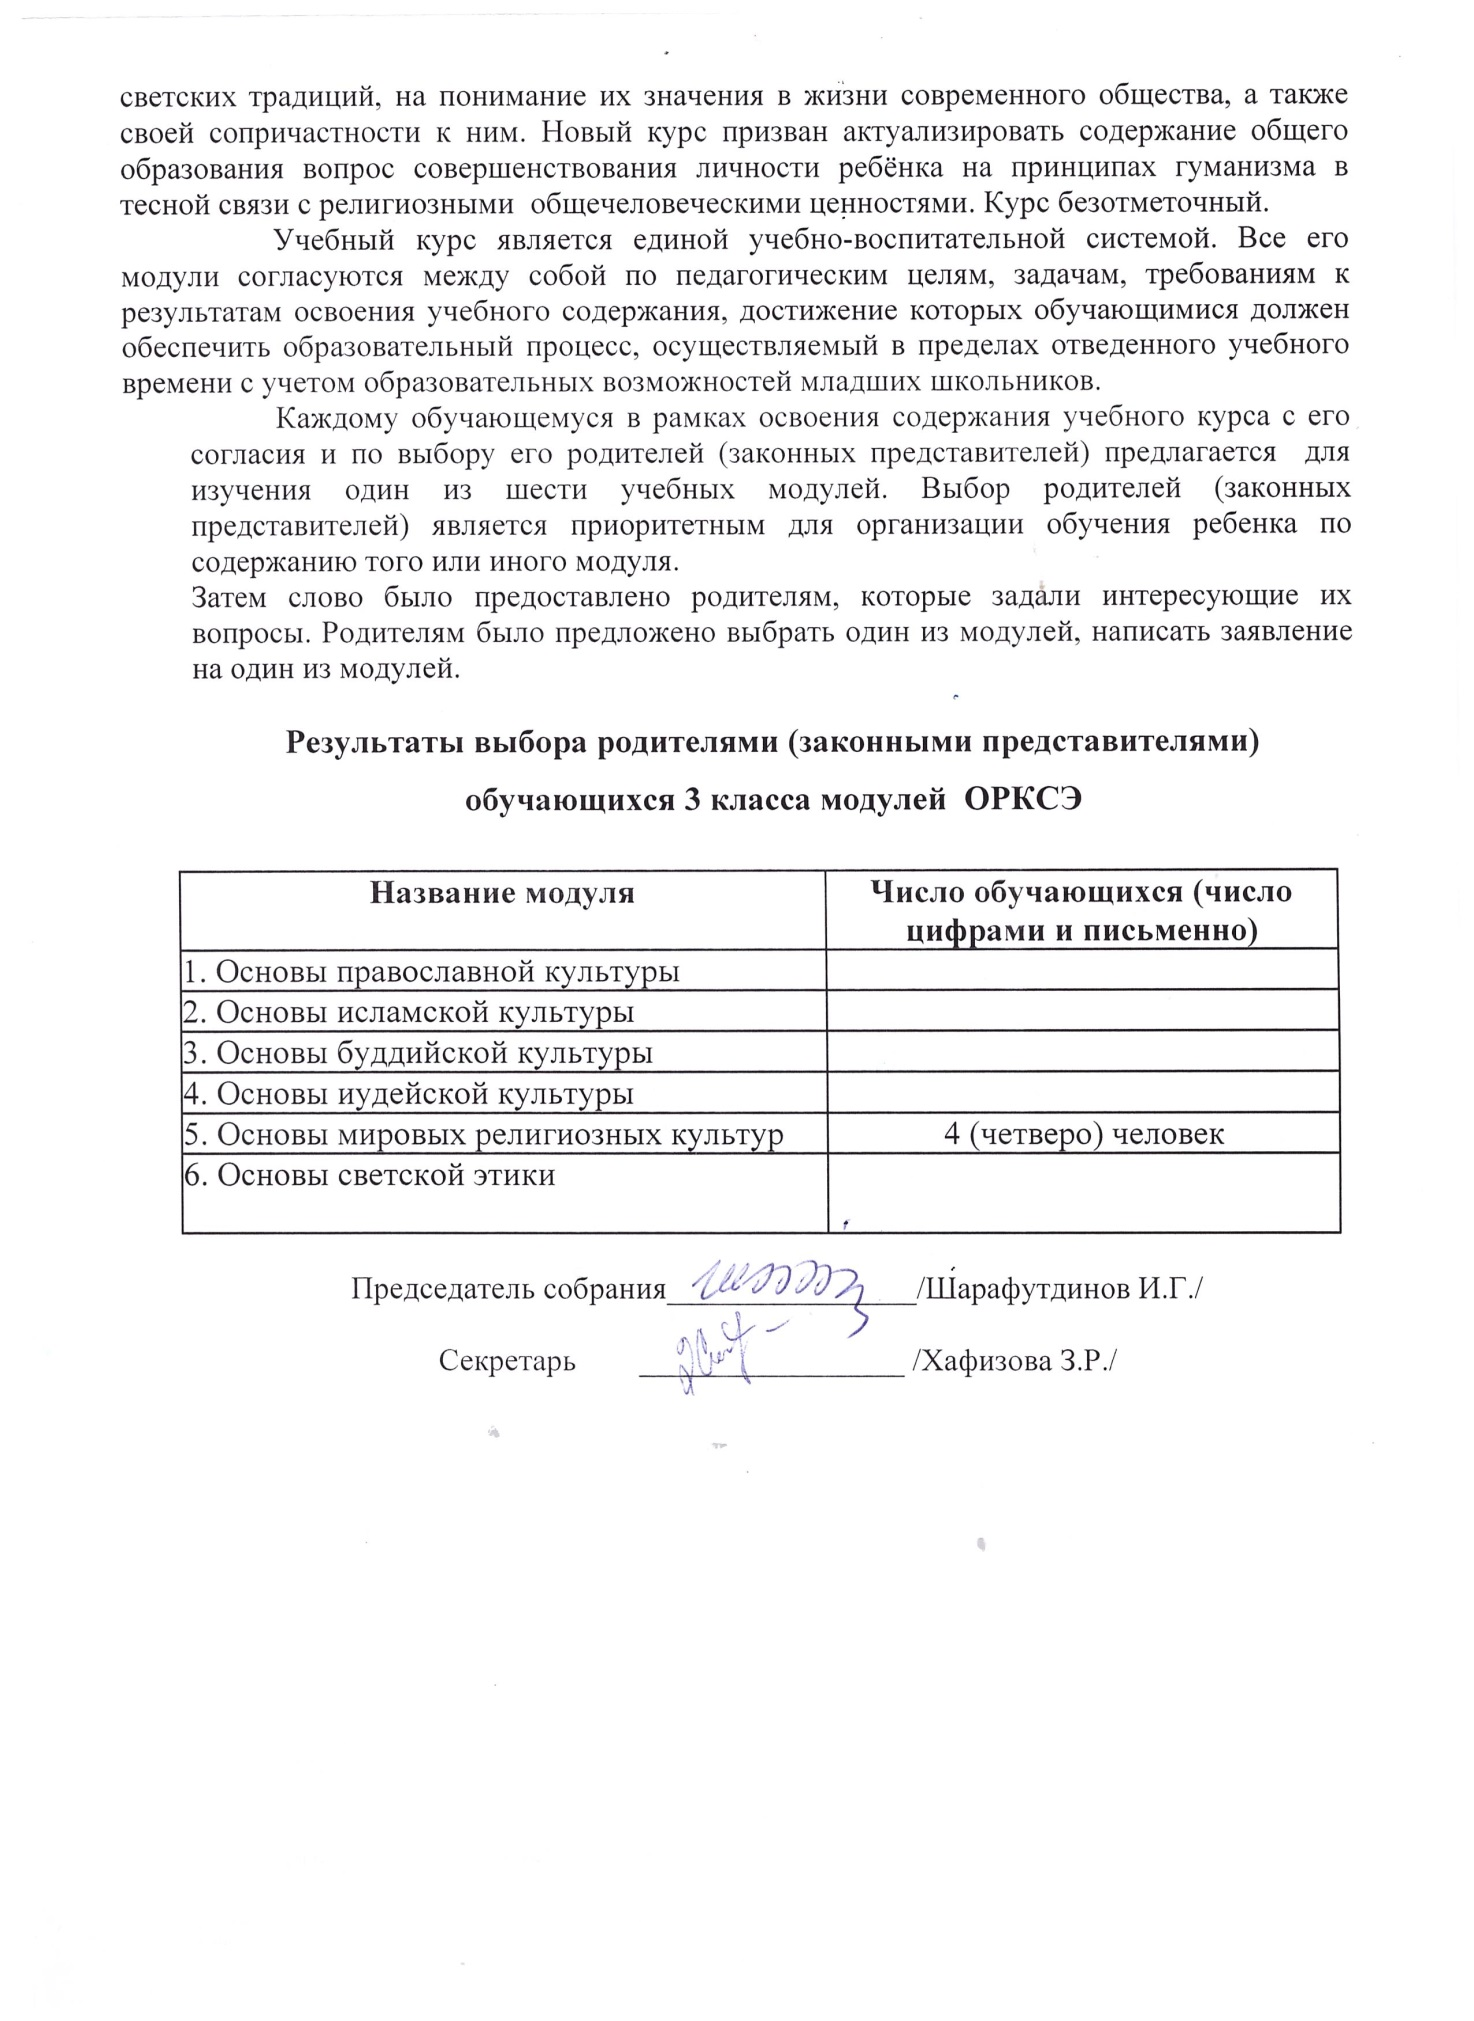 светских традиций, на понимание их значения в жизни современного общества, а также
своей сопричастности к ним. Новый курс призван актуализировать содержание общего
образования вопрос совершенствования личности ребёнка на принципах гуманизма в
тесной связи с религиозными общечеловеческими ценностями. Курс безотметочный.
Учебный курс является единой учебно-воспитательной системой. Все его
модули согласуются между собой по педагогическим целям, задачам, требованиям к
результатам освоения учебного содержания, достижение которых обучающимися должен
обеспечить образовательный процесс, осуществляемый в пределах отведенного учебного
времени с учетом образовательных возможностей младших школьников.
Каждому обучающемуся в рамках освоения содержания учебного курса с его
согласия и по выбору его родителей (законных представителей) предлагается для
изучения один из шести учебных модулей. Выбор родителей (законных
представителей) является приоритетным для организации обучения ребенка по
содержанию того или иного модуля.
Затем слово было предоставлено родителям, которые задали интересующие их
вопросы. Родителям было предложено выбрать один из модулей, написать заявление
на один из модулей.
Результаты выбора родителями (законными представителями)
обучающихся 3 класса модулей ОРКСЭ
Название модуля Число обучающихся (число
цифрами и письменно)
1. Основы православной культуры
2. Основы исламской культуры
3. Основы буддийской культуры
4. Основы иудейской культуры
5. Основы мировых религиозных культур 4 (четверо) человек
6. Основы светской этики
Председатель собрания /Шарафутдинов И.Г./
Секретарь /Хафизова З.Р./